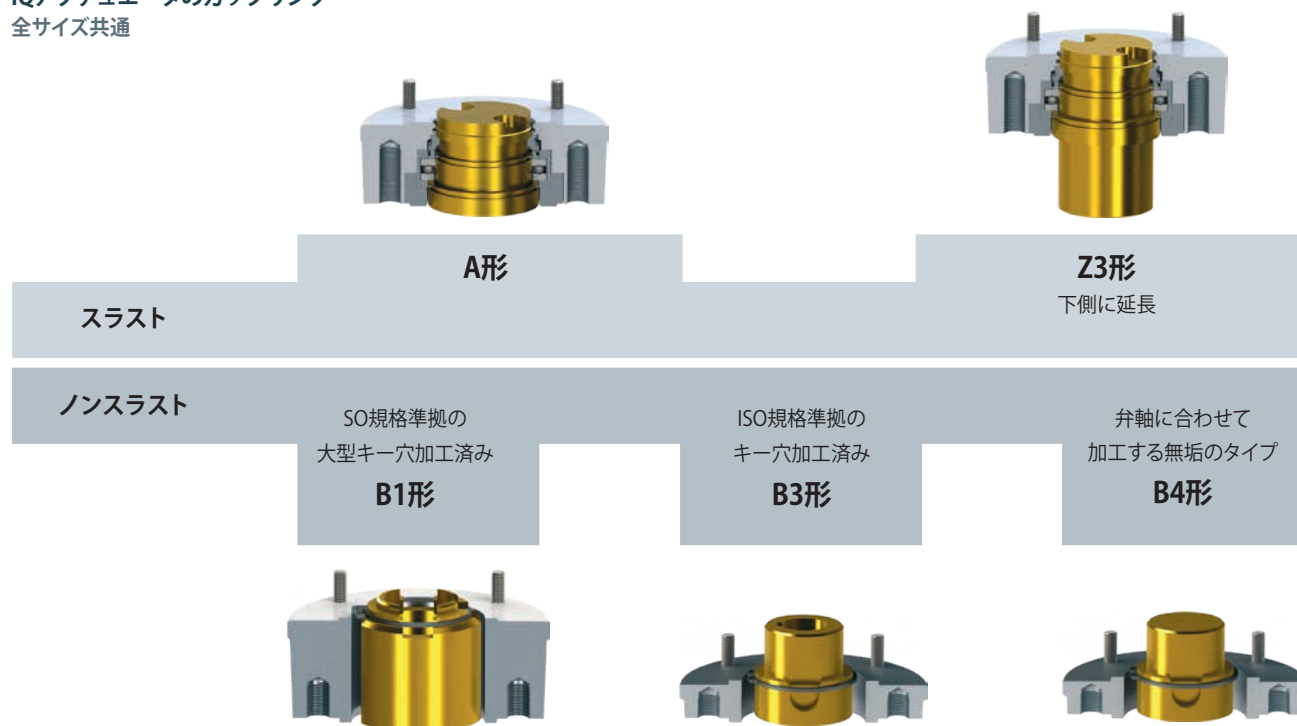 全サイズ共通
A形
Z3形
下側に延長
スラスト
ノンスラスト
SO規格準拠の
大型キー穴加工済み
B1形
ISO規格準拠の
キー穴加工済み
B3形
弁軸に合わせて
加工する無垢のタイプ
B4形